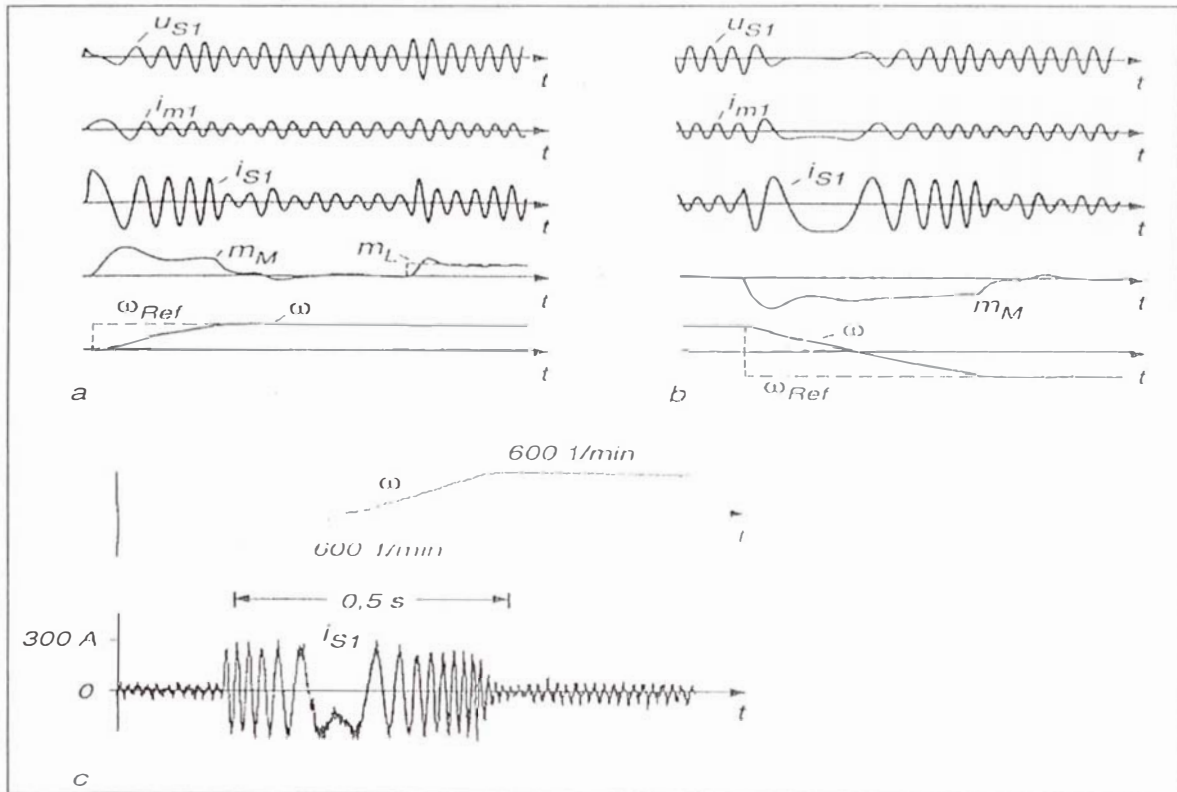 u_S1
t
i_m1
t
i_S1
t
m_M
m_L
t
ω_Ref
ω
t
a
u_S1
t
i_m1
t
i_S1
t
t
m_M
ω
t
ω_Ref
b
600 1/min
ω
600 1/min
0,5 s
300 A
i_S1
0
t
c